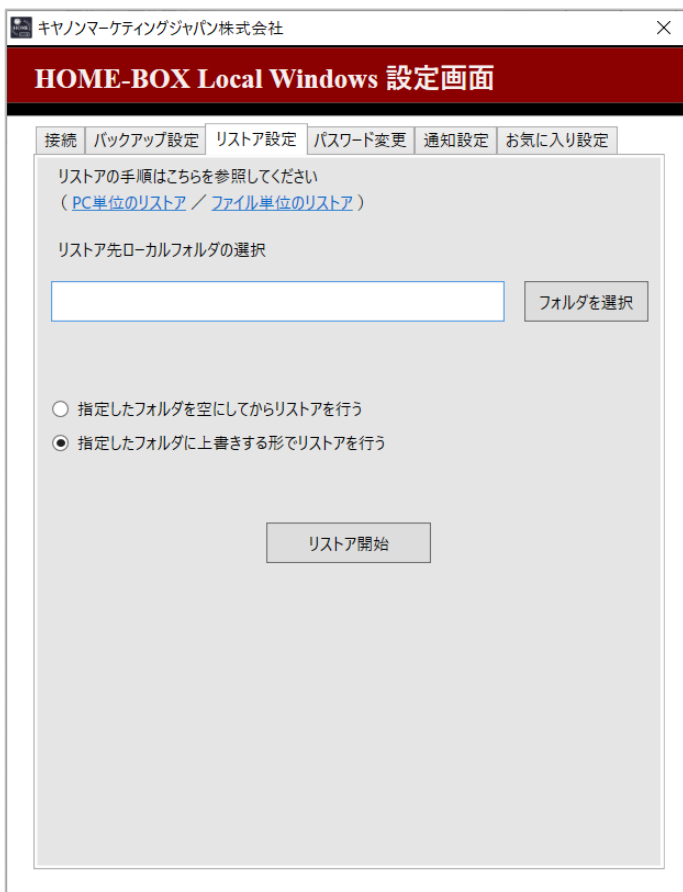 キヤノンマーケティングジャパン株式会社
HOME-BOX Local Windows 設定画面
接続 バックアップ設定 リストア設定 パスワード変更 通知設定 お気に入り設定
リストアの手順はこちらを参照してください
( PC単位のリストア ／ ファイル単位のリストア )
リストア先ローカルフォルダの選択
フォルダを選択
指定したフォルダを空にしてからリストアを行う
指定したフォルダに上書きする形でリストアを行う
リストア開始